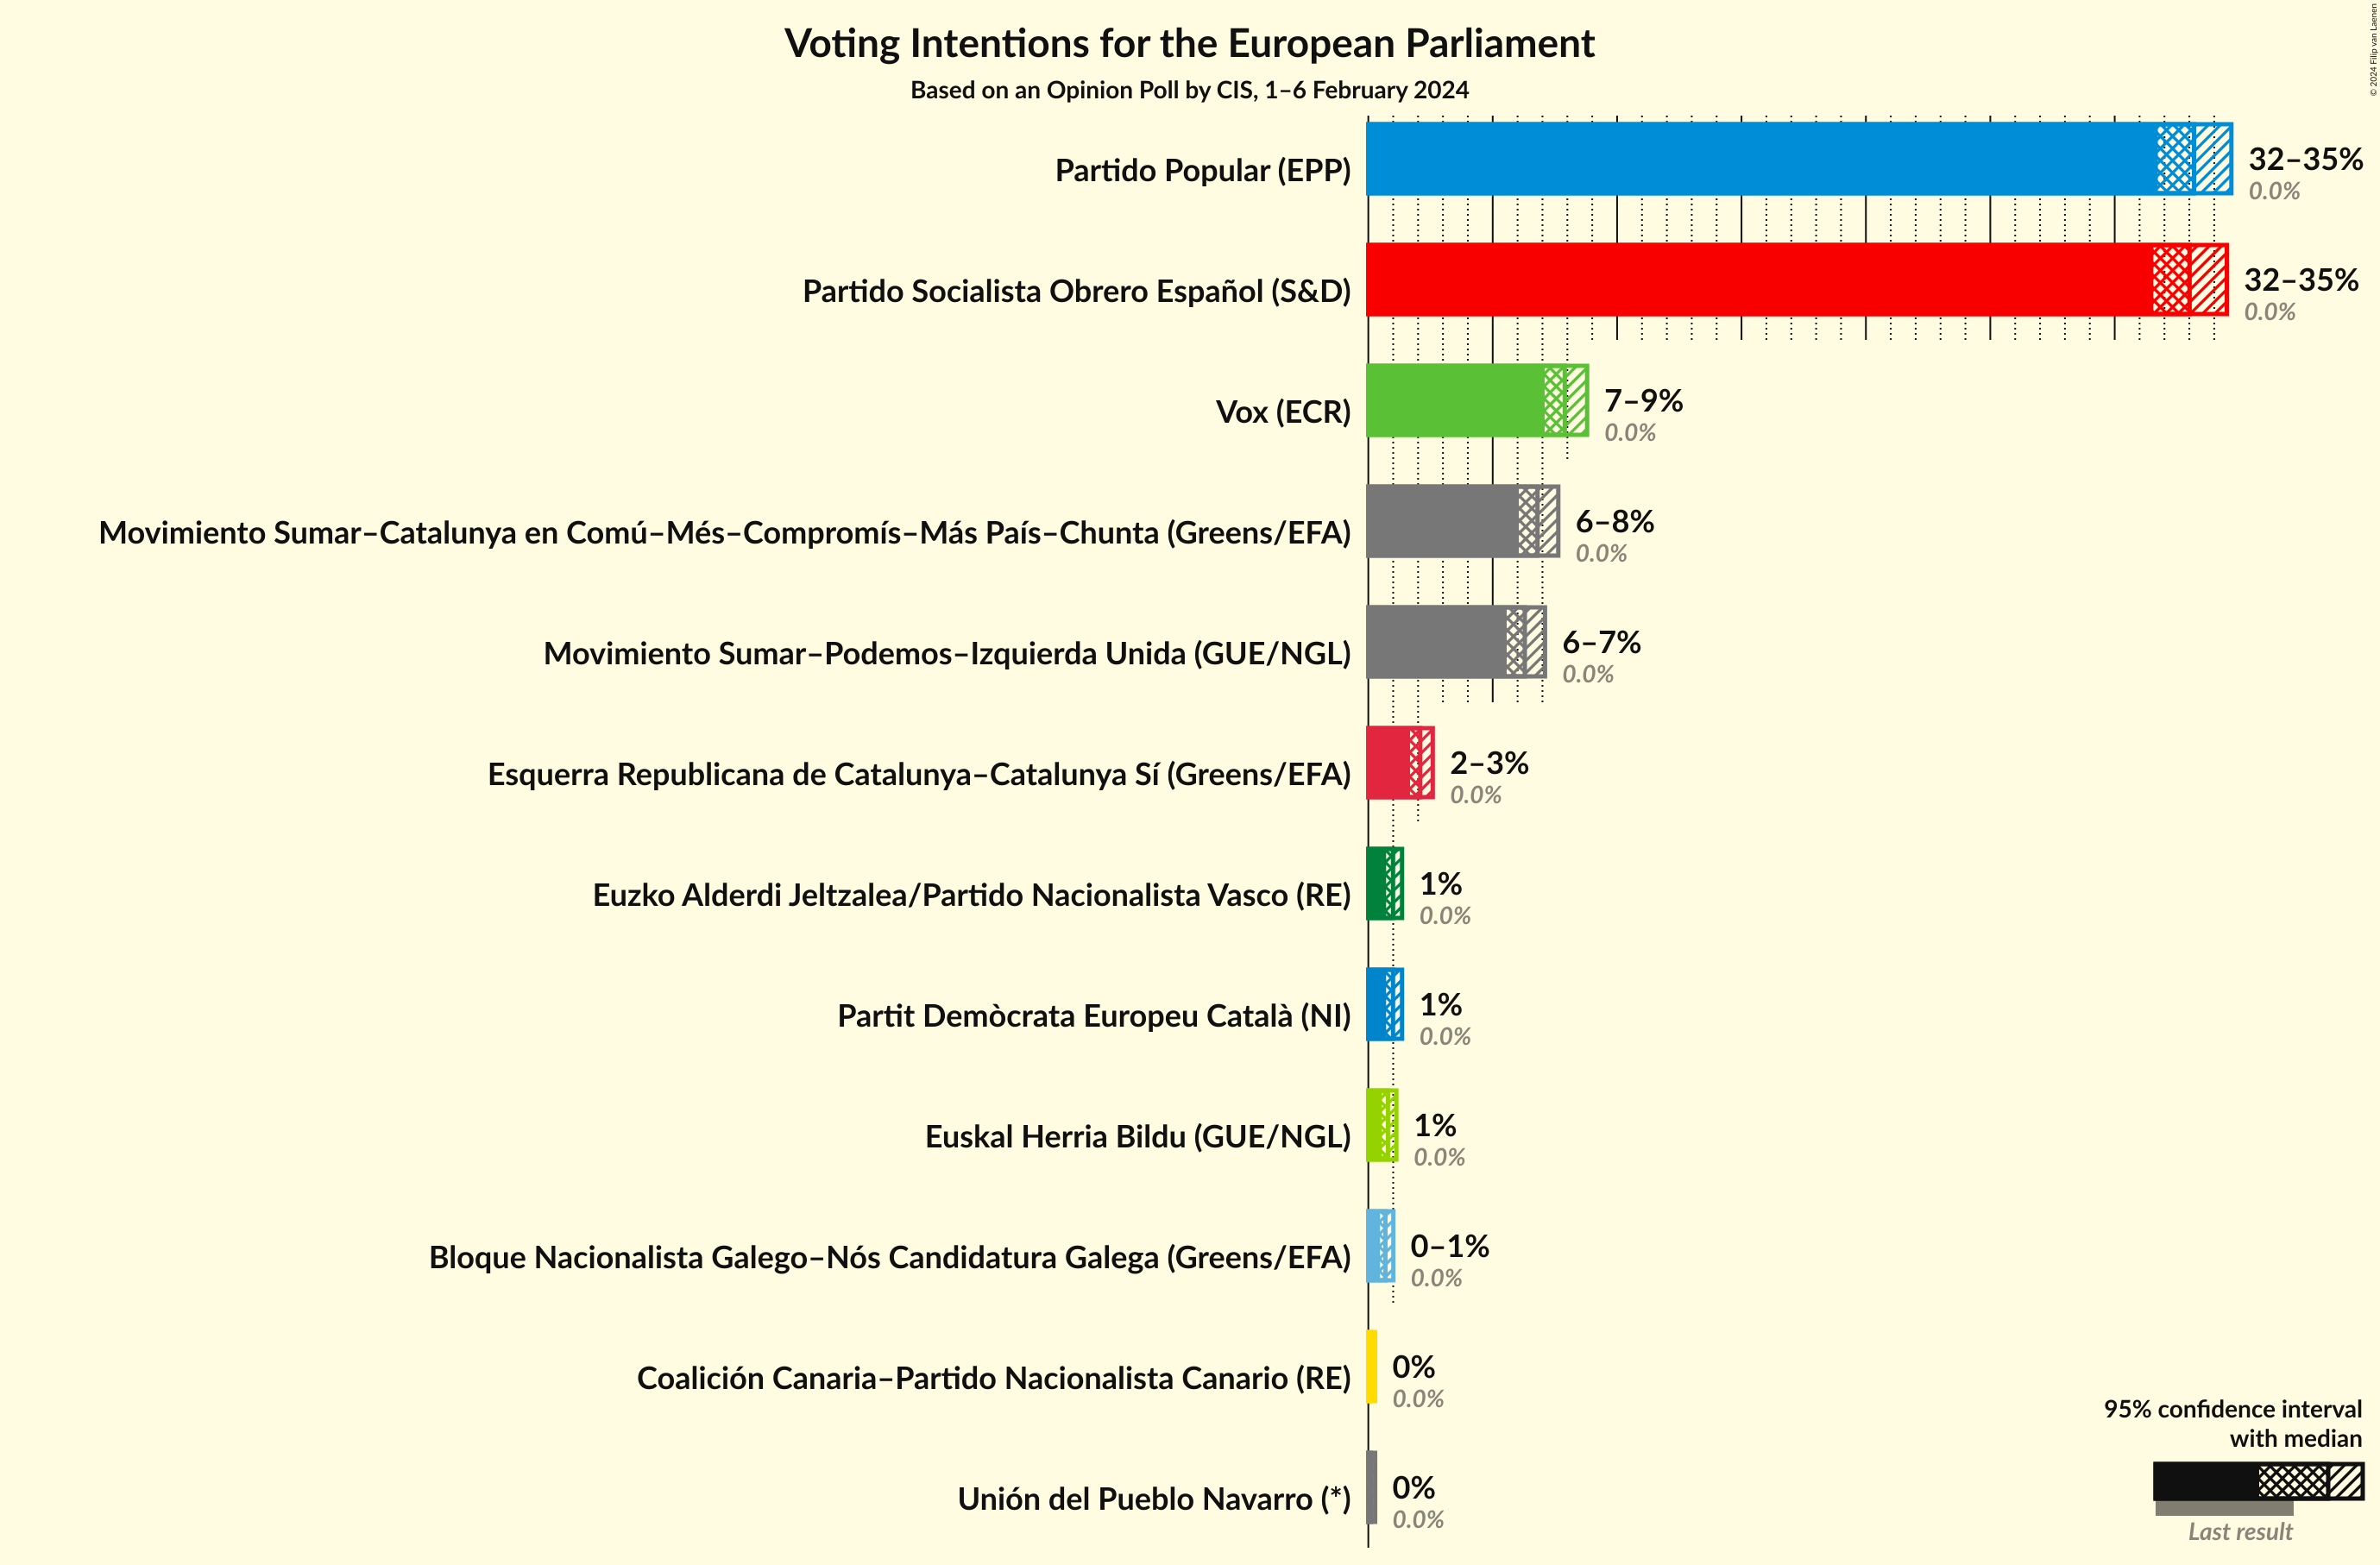 Voting Intentions for the European Parliament
Based on an Opinion Poll by CIS, 1–6 February 2024
© 2024 Filip van Laenen
Partido Popular (EPP)
32–35%
0.0%
Partido Socialista Obrero Español (S&D)
32–35%
0.0%
Vox (ECR)
7–9%
0.0%
Movimiento Sumar–Catalunya en Comú–Més–Compromís–Más País–Chunta (Greens/EFA)
6–8%
0.0%
Movimiento Sumar–Podemos–Izquierda Unida (GUE/NGL)
6–7%
0.0%
Esquerra Republicana de Catalunya–Catalunya Sí (Greens/EFA)
2–3%
0.0%
Euzko Alderdi Jeltzalea/Partido Nacionalista Vasco (RE)
1%
0.0%
Partit Demòcrata Europeu Català (NI)
1%
0.0%
Euskal Herria Bildu (GUE/NGL)
1%
0.0%
Bloque Nacionalista Galego–Nós Candidatura Galega (Greens/EFA)
0–1%
0.0%
Coalición Canaria–Partido Nacionalista Canario (RE)
0%
0.0%
Unión del Pueblo Navarro (*)
0%
0.0%
95% confidence interval
with median
Last result